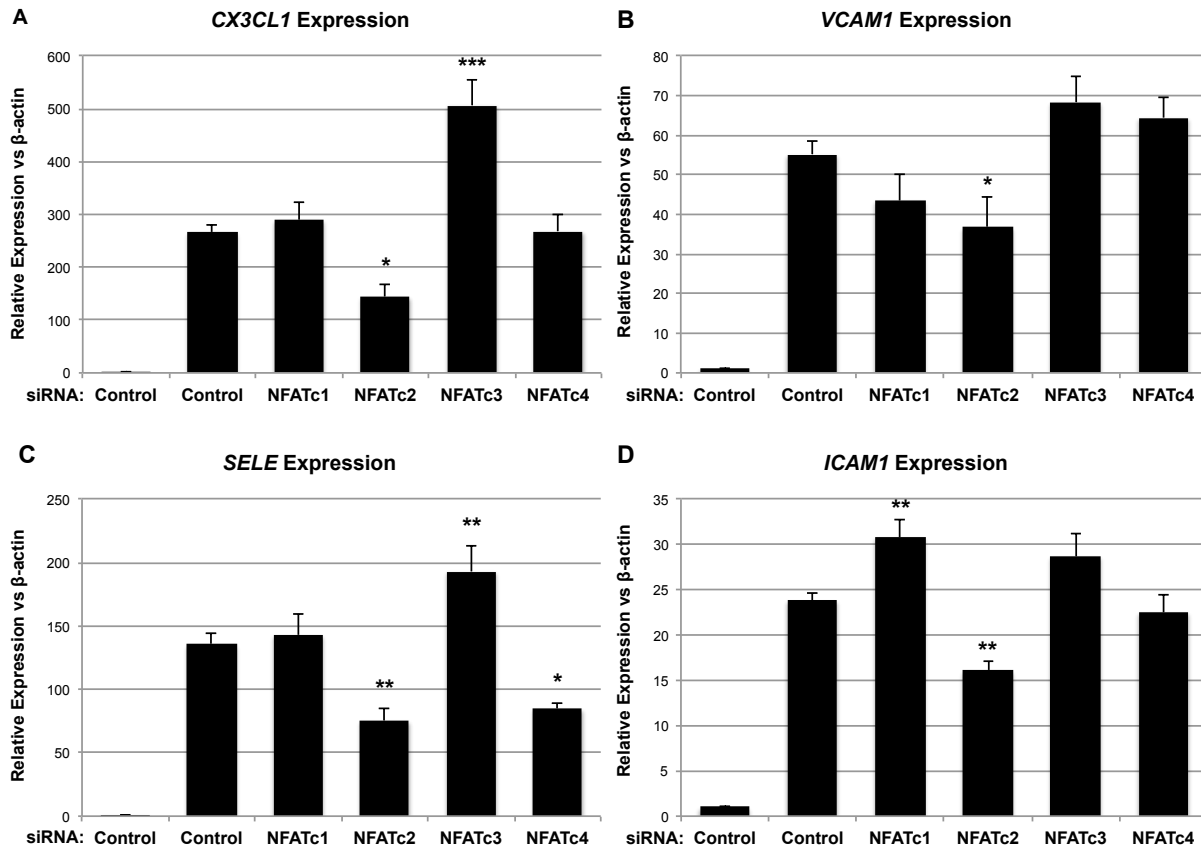 A
CX3CL1 Expression
Relative Expression vs β-actin
600
500
400
300
200
100
0
***
*
siRNA: Control Control NFATc1 NFATc2 NFATc3 NFATc4
B
VCAM1 Expression
Relative Expression vs β-actin
80
70
60
50
40
30
20
10
0
*
siRNA: Control Control NFATc1 NFATc2 NFATc3 NFATc4
C
SELE Expression
Relative Expression vs β-actin
250
200
150
100
50
0
**
**
*
siRNA: Control Control NFATc1 NFATc2 NFATc3 NFATc4
D
ICAM1 Expression
Relative Expression vs β-actin
35
30
25
20
15
10
5
0
**
**
siRNA: Control Control NFATc1 NFATc2 NFATc3 NFATc4